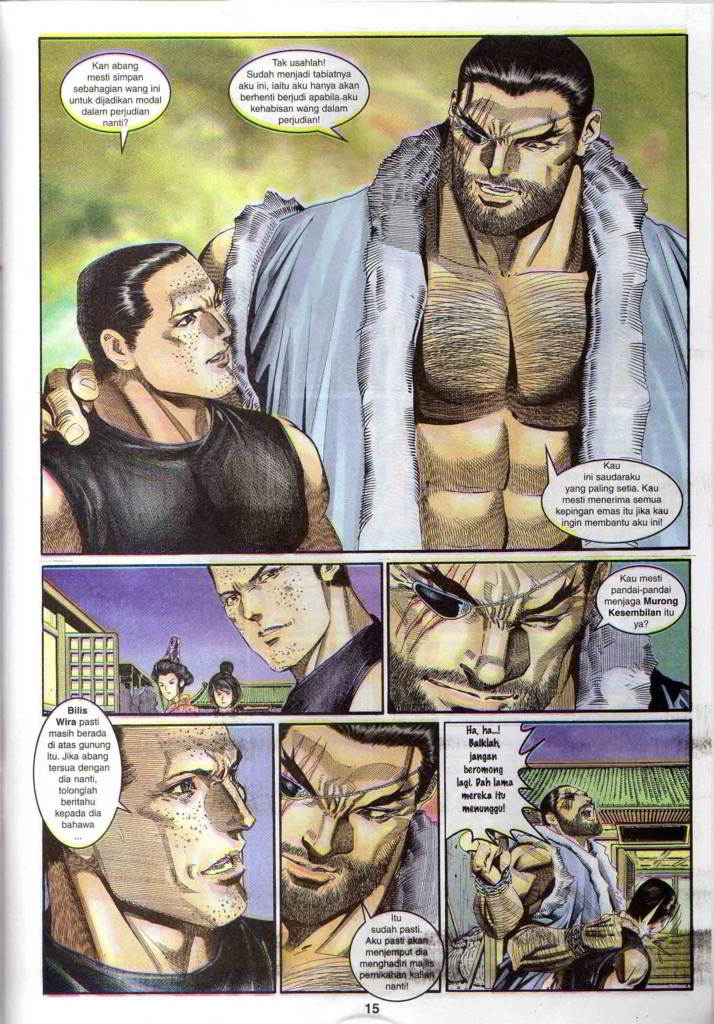 Kan abang
mesti simpan
sebahagian wang ini
untuk dijadikan modal
dalam perjudian
nanti?
Tak usahlah!
Sudah menjadi tabiatnya
aku ini, iaitu aku hanya akan
berhenti berjudi apabila aku
kehabisan wang dalam
perjudian!
Kau
ini saudaraku
yang paling setia. Kau
mesti menerima semua
kepingan emas itu jika kau
ingin membantu aku ini!
Kau mesti
pandai-pandai
menjaga Murong
Kesembilan itu
ya?
Bilis
Wira pasti
masih berada
di atas gunung
itu. Jika abang
tersua dengan
dia nanti,
tolonglah
beritahu
kepada dia
bahawa
...
Itu
sudah pasti.
Aku pasti akan
menjemput dia
menghadiri majlis
pernikahan kalian
nanti!
Ha, ha...!
Baiklah,
jangan
beromong
lagi. Dah lama
mereka itu
menunggu!
15